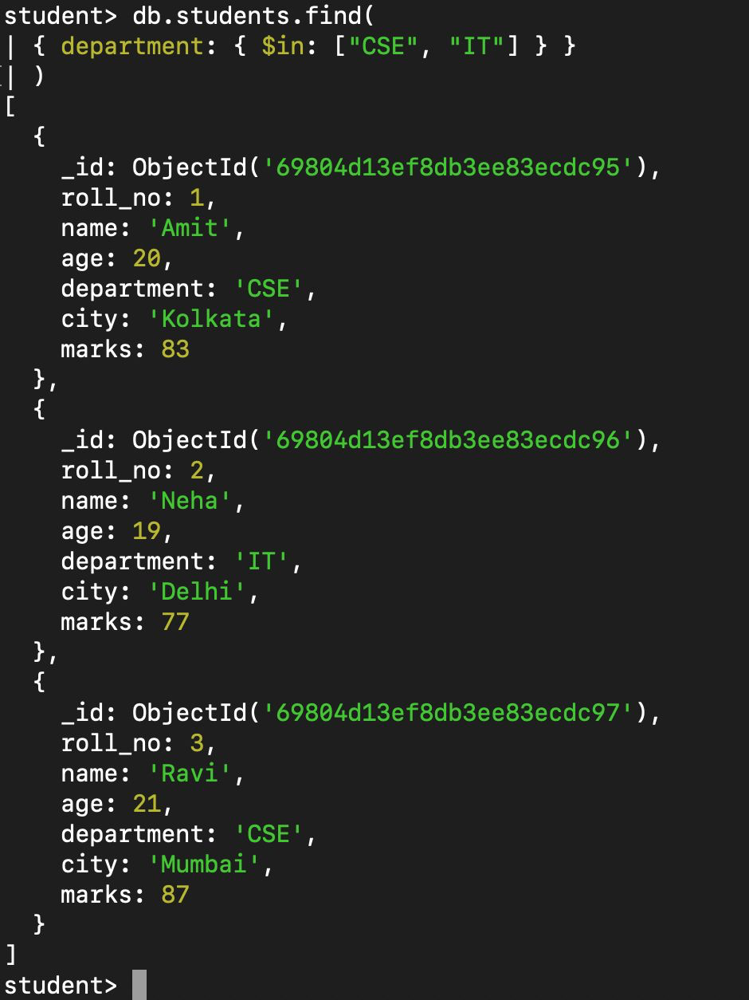 student> db.students.find(
| { department: { $in: ["CSE", "IT"] } }
| )
[
  {
    _id: ObjectId('69804d13ef8db3ee83ecdc95'),
    roll_no: 1,
    name: 'Amit',
    age: 20,
    department: 'CSE',
    city: 'Kolkata',
    marks: 83
  },
  {
    _id: ObjectId('69804d13ef8db3ee83ecdc96'),
    roll_no: 2,
    name: 'Neha',
    age: 19,
    department: 'IT',
    city: 'Delhi',
    marks: 77
  },
  {
    _id: ObjectId('69804d13ef8db3ee83ecdc97'),
    roll_no: 3,
    name: 'Ravi',
    age: 21,
    department: 'CSE',
    city: 'Mumbai',
    marks: 87
  }
]
student>